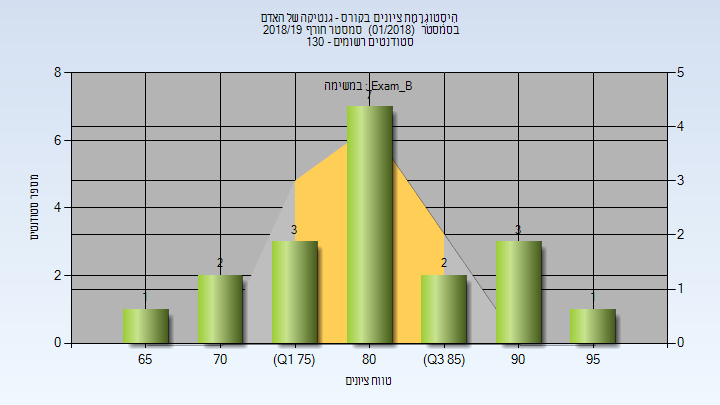 היסטוגרמת ציונים בקורס - גנטיקה של האדם
בסמסטר (01/2018) סמסטר חורף 2018/19
סטודנטים רשומים - 130
במשימה : Exam_B
מספר סטודנטים
8
6
4
2
0
5
4
3
2
1
0
1
2
3
7
2
3
1
65
70
(Q1 75)
80
(Q3 85)
90
95
טווח ציונים